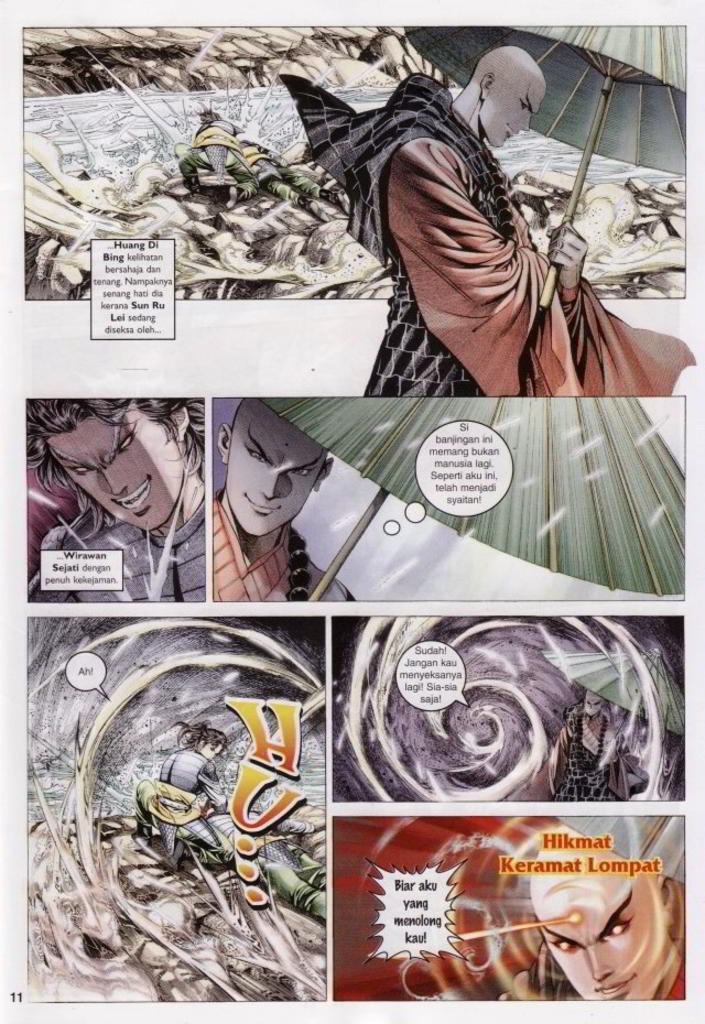 ...Huang Di
Bing kelihatan
bersahaja dan
tenang. Nampaknya
senang hati dia
kerana Sun Ru
Lei sedang
diseksa oleh...
...Wirawan
Sejati dengan
penuh kekejaman.
Si
banjingan ini
memang bukan
manusia lagi.
Seperti aku ini,
telah menjadi
syaitan!
Ah!
HU...
Sudah!
Jangan kau
menyeksanya
lagi! Sia-sia
saja!
Hikmat
Keramat Lompat
Biar aku
yang
menolong
kau!
11